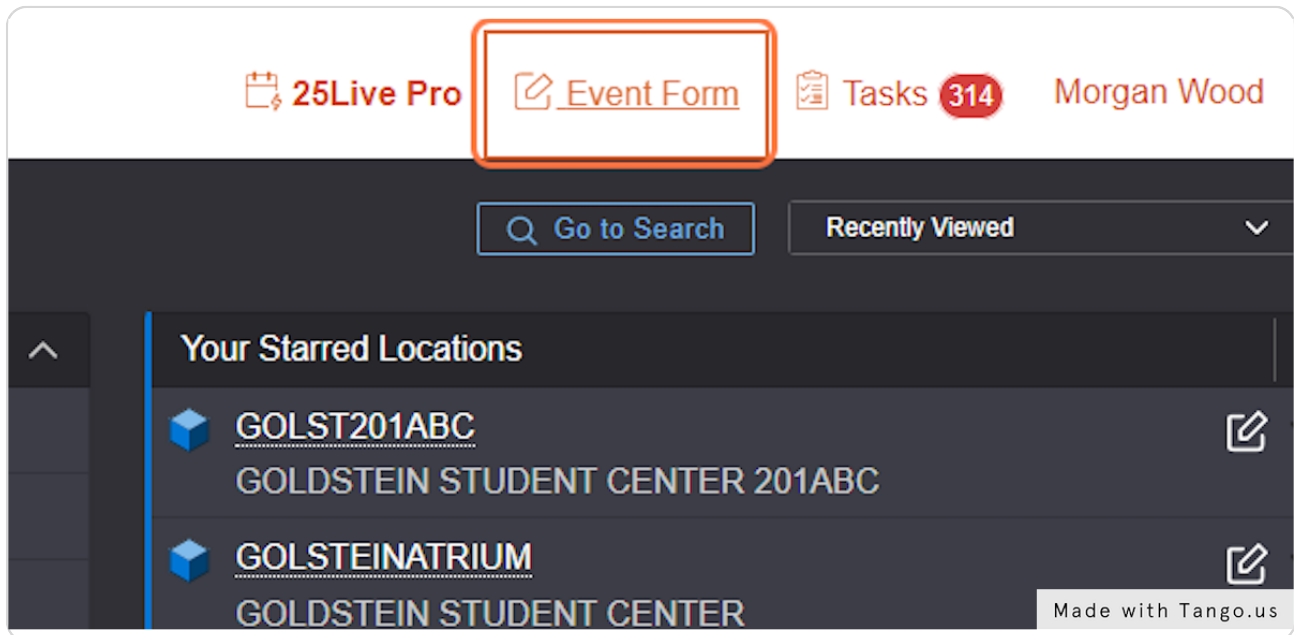 25Live Pro Event Form Tasks 314 Morgan Wood
Go to Search Recently Viewed
Your Starred Locations
GOLST201ABC
GOLDSTEIN STUDENT CENTER 201ABC
GOLSTEINATRIUM
GOLDSTEIN STUDENT CENTER
Made with Tango.us